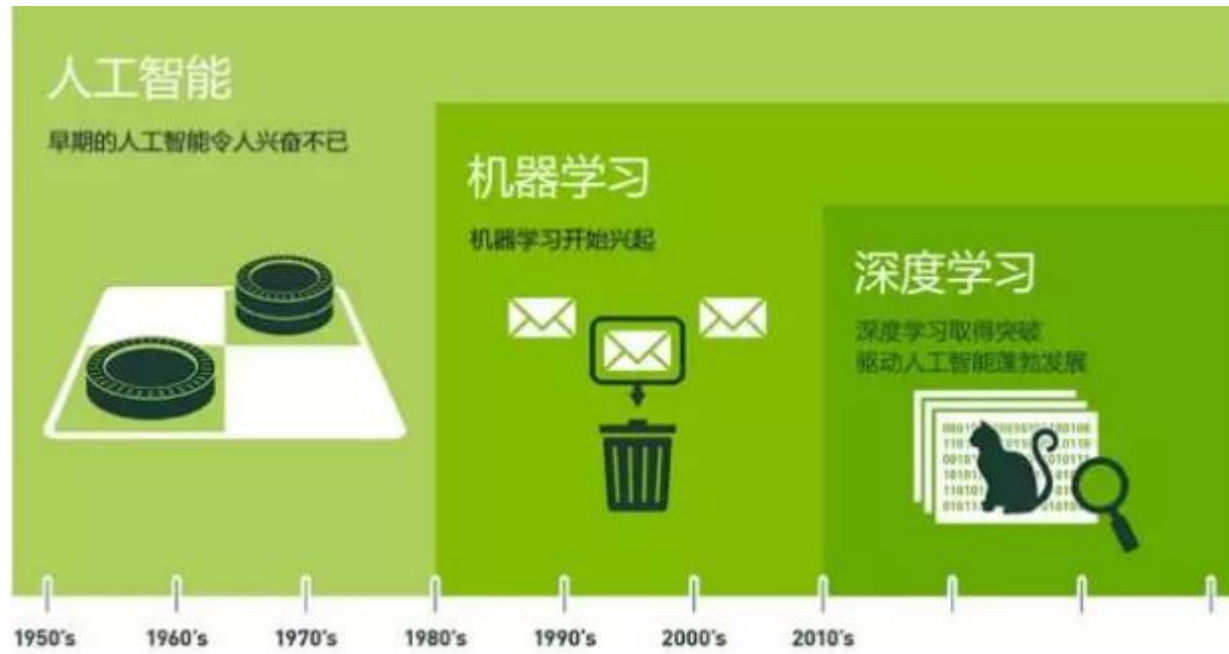 人工智能
早期的人工智能令人兴奋不已
机器学习
机器学习开始兴起
深度学习
深度学习取得突破
驱动人工智能蓬勃发展
1950's
1960's
1970's
1980's
1990's
2000's
2010's